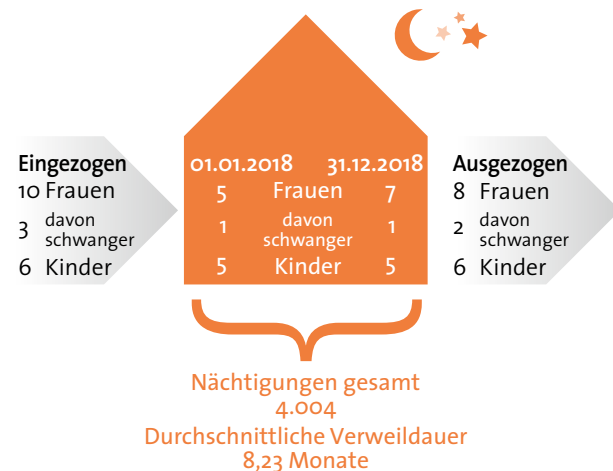 Eingezogen
10 Frauen
3 davon schwanger
6 Kinder
01.01.2018 31.12.2018
5 Frauen 7
1 davon schwanger 1
5 Kinder 5
Ausgezogen
8 Frauen
2 davon schwanger
6 Kinder
Nächtigungen gesamt
4.004
Durchschnittliche Verweildauer
8,23 Monate